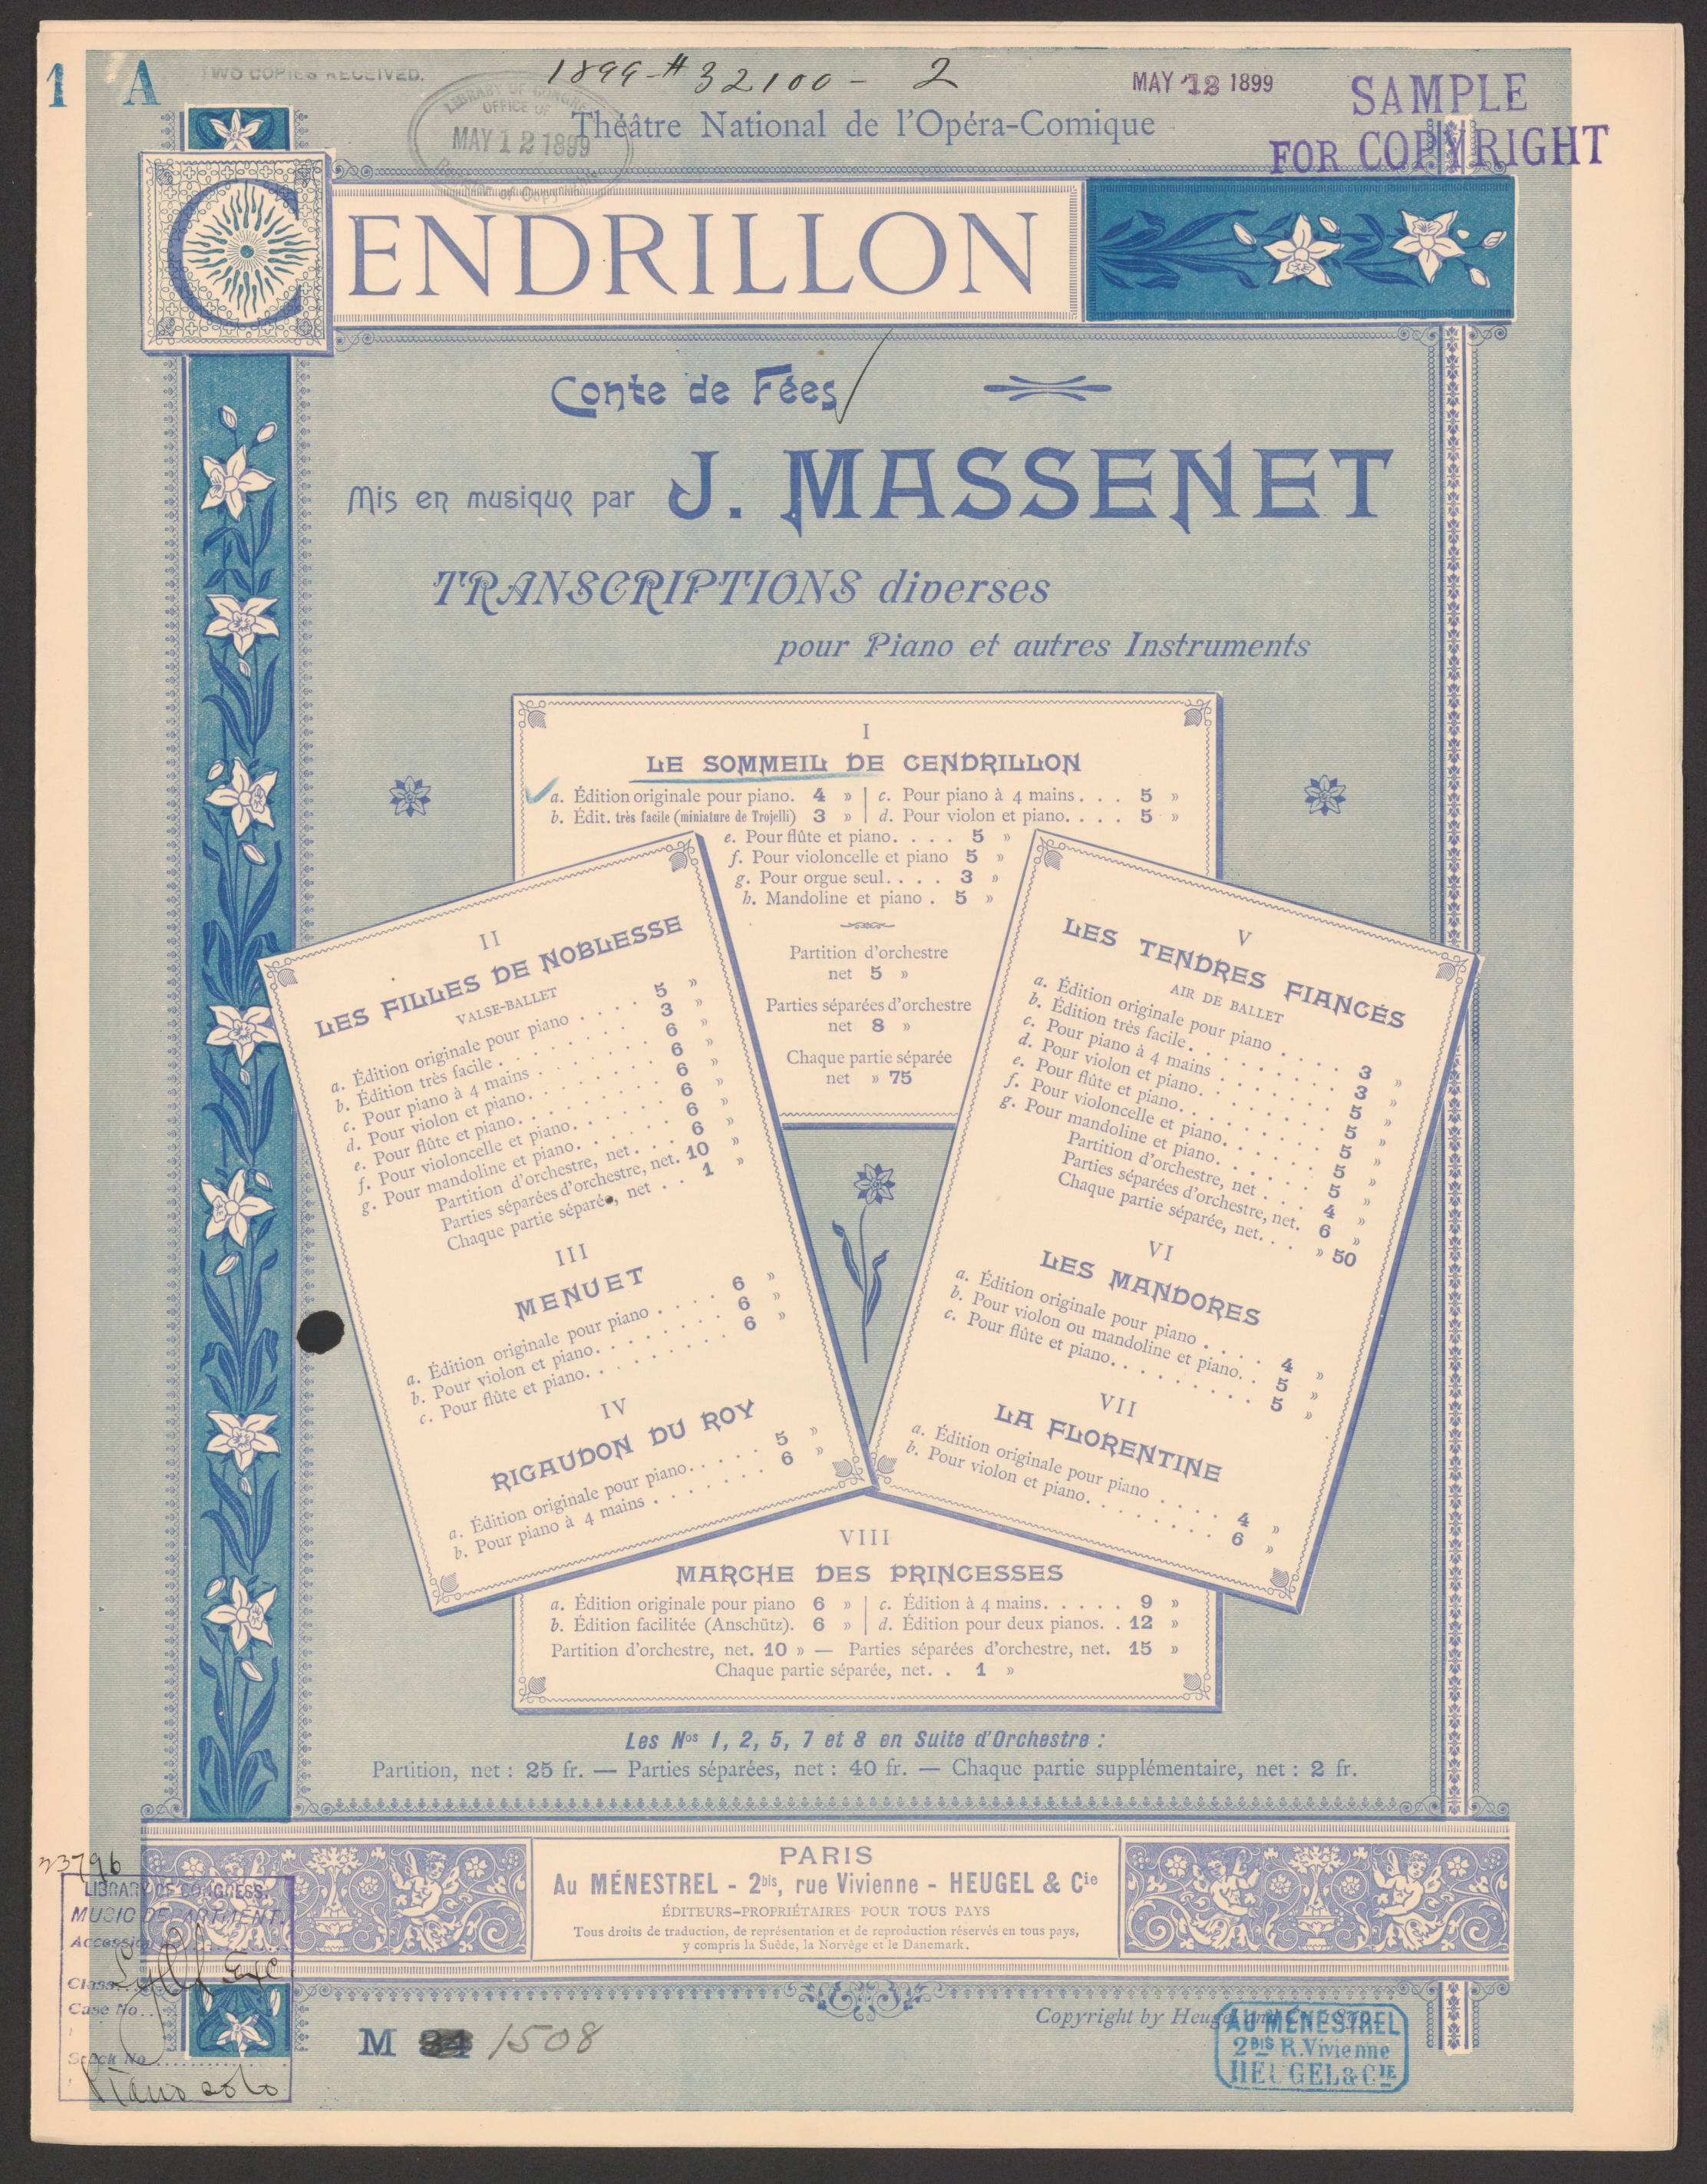 1 A
TWO COPIES RECEIVED.
1899-# 32100- 2
MAY 12 1899
SAMPLE
FOR COPYRIGHT
LIBRARY OF CONGRESS
OFFICE OF
MAY 12 1899
Register of Copyrights
Théâtre National de l'Opéra-Comique
CENDRILLON
Conte de Fées
Mis en musique par J. MASSENET
TRANSCRIPTIONS diverses
pour Piano et autres Instruments
I
LE SOMMEIL DE CENDRILLON
a. Édition originale pour piano. 4 » | c. Pour piano à 4 mains . . . 5 »
b. Édit. très facile (miniature de Trojelli) 3 » | d. Pour violon et piano. . . . 5 »
e. Pour flûte et piano. . . . 5 »
f. Pour violoncelle et piano 5 »
g. Pour orgue seul. . . . 3 »
h. Mandoline et piano . 5 »
Partition d'orchestre
net 5 »
Parties séparées d'orchestre
net 8 »
Chaque partie séparée
net » 75
II
LES FILLES DE NOBLESSE
VALSE-BALLET
a. Édition originale pour piano . . . . 5 »
b. Édition très facile . . . . . . . 3 »
c. Pour piano à 4 mains . . . . . . 6 »
d. Pour violon et piano. . . . . . . 6 »
e. Pour flûte et piano. . . . . . . 6 »
f. Pour violoncelle et piano. . . . . 6 »
g. Pour mandoline et piano. . . . . 6 »
Partition d'orchestre, net. . . . 6 »
Parties séparées d'orchestre, net. 10 »
Chaque partie séparée, net . . 1 »
III
MENUET
a. Édition originale pour piano . . . . 6 »
b. Pour violon et piano. . . . . . . 6 »
c. Pour flûte et piano. . . . . . . . 6 »
IV
RIGAUDON DU ROY
a. Édition originale pour piano. . . . . 5 »
b. Pour piano à 4 mains . . . . . . 6 »
V
LES TENDRES FIANCÉS
AIR DE BALLET
a. Édition originale pour piano . . . . 3 »
b. Édition très facile. . . . . . . . 3 »
c. Pour piano à 4 mains . . . . . . 5 »
d. Pour violon et piano. . . . . . . 5 »
e. Pour flûte et piano. . . . . . . . 5 »
f. Pour violoncelle et piano. . . . . . 5 »
g. Pour mandoline et piano. . . . . . 5 »
Partition d'orchestre, net . . . 4 »
Parties séparées d'orchestre, net. 6 »
Chaque partie séparée, net. . . » 50
VI
LES MANDORES
a. Édition originale pour piano . . . . 4 »
b. Pour violon ou mandoline et piano. . 5 »
c. Pour flûte et piano. . . . . . . . 5 »
VII
LA FLORENTINE
a. Édition originale pour piano . . . . 4 »
b. Pour violon et piano. . . . . . . 6 »
VIII
MARCHE DES PRINCESSES
a. Édition originale pour piano 6 » | c. Édition à 4 mains. . . . . 9 »
b. Édition facilitée (Anschütz). 6 » | d. Édition pour deux pianos. . 12 »
Partition d'orchestre, net. 10 » — Parties séparées d'orchestre, net. 15 »
Chaque partie séparée, net. . 1 »
Les Nos 1, 2, 5, 7 et 8 en Suite d'Orchestre :
Partition, net : 25 fr. — Parties séparées, net : 40 fr. — Chaque partie supplémentaire, net : 2 fr.
PARIS
Au MÉNESTREL - 2bis, rue Vivienne - HEUGEL & Cie
ÉDITEURS-PROPRIÉTAIRES POUR TOUS PAYS
Tous droits de traduction, de représentation et de reproduction réservés en tous pays,
y compris la Suède, la Norvège et le Danemark.
23796
LIBRARY OF CONGRESS.
MUSIC DEPARTMENT.
Accession
Class
Case No.
Stock No.
Piano solo
M 1508
Copyright by Heugel
AU MÉNESTREL
2BIS R. Vivienne
HEUGEL & CIE